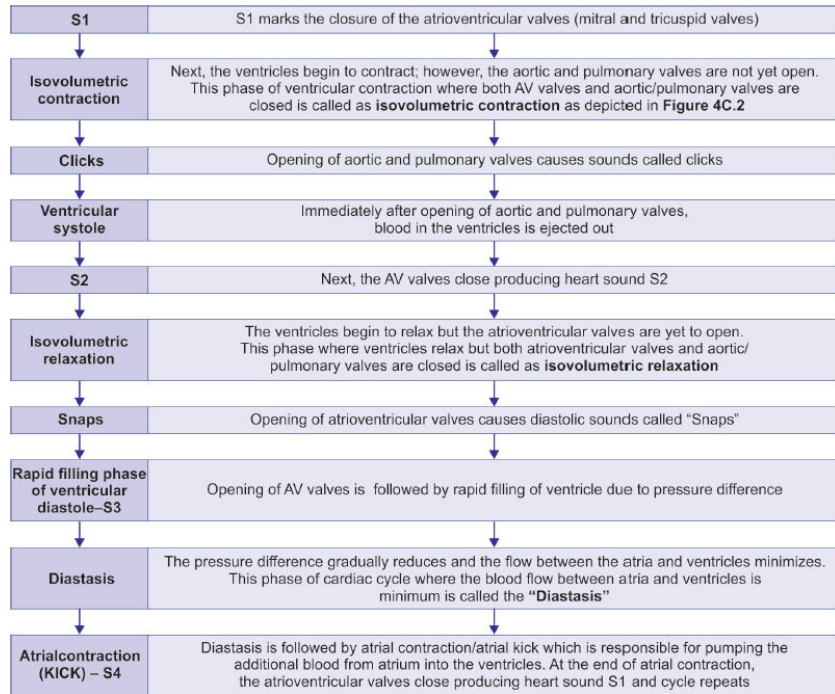 S1
S1 marks the closure of the atrioventricular valves (mitral and tricuspid valves)
Isovolumetric
contraction
Next, the ventricles begin to contract; however, the aortic and pulmonary valves are not yet open.
This phase of ventricular contraction where both AV valves and aortic/pulmonary valves are
closed is called as isovolumetric contraction as depicted in Figure 4C.2
Clicks
Opening of aortic and pulmonary valves causes sounds called clicks
Ventricular
systole
Immediately after opening of aortic and pulmonary valves,
blood in the ventricles is ejected out
S2
Next, the AV valves close producing heart sound S2
Isovolumetric
relaxation
The ventricles begin to relax but the atrioventricular valves are yet to open.
This phase where ventricles relax but both atrioventricular valves and aortic/
pulmonary valves are closed is called as isovolumetric relaxation
Snaps
Opening of atrioventricular valves causes diastolic sounds called “Snaps”
Rapid filling phase
of ventricular
diastole–S3
Opening of AV valves is followed by rapid filling of ventricle due to pressure difference
Diastasis
The pressure difference gradually reduces and the flow between the atria and ventricles minimizes.
This phase of cardiac cycle where the blood flow between atria and ventricles is
minimum is called the “Diastasis”
Atrialcontraction
(KICK) – S4
Diastasis is followed by atrial contraction/atrial kick which is responsible for pumping the
additional blood from atrium into the ventricles. At the end of atrial contraction,
the atrioventricular valves close producing heart sound S1 and cycle repeats